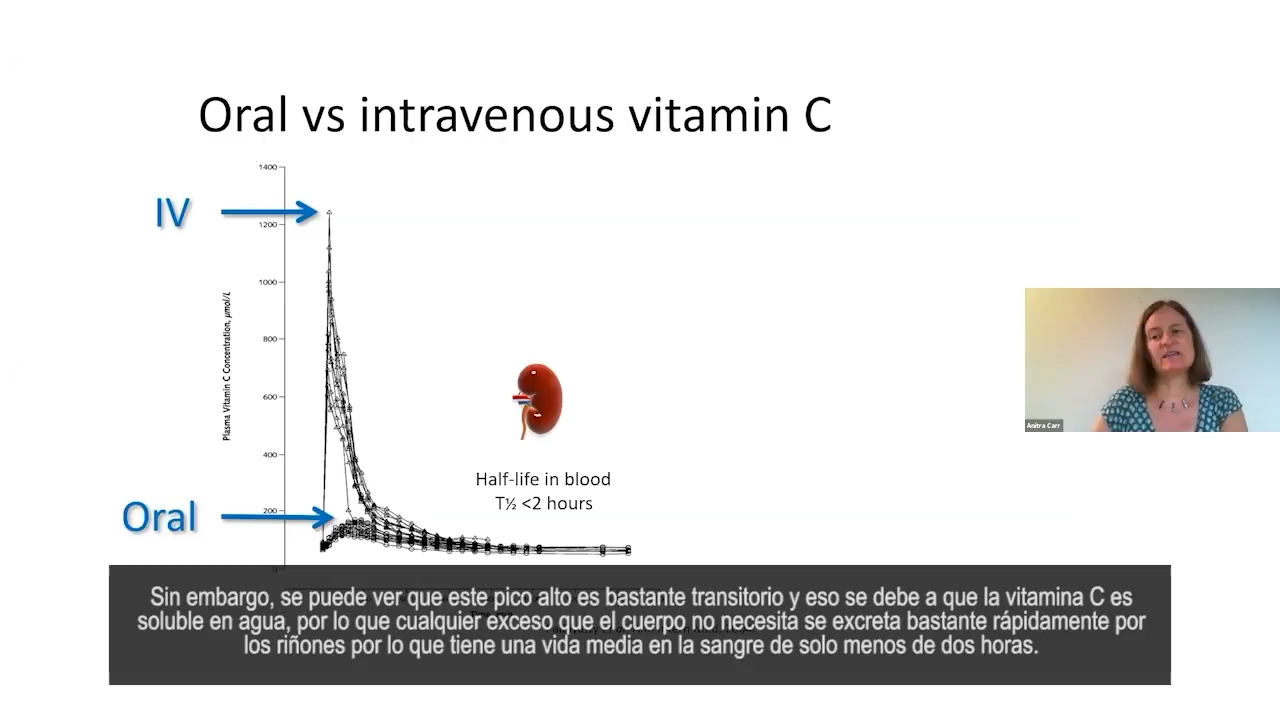 Oral vs intravenous vitamin C
1400
IV
1200
1000
Plasma Vitamin C Concentration, µmol/L
800
600
400
Half-life in blood
T½ <2 hours
Oral
200
0
Anitra Carr
Sin embargo, se puede ver que este pico alto es bastante transitorio y eso se debe a que la vitamina C es
soluble en agua, por lo que cualquier exceso que el cuerpo no necesita se excreta bastante rápidamente por
los riñones por lo que tiene una vida media en la sangre de solo menos de dos horas.